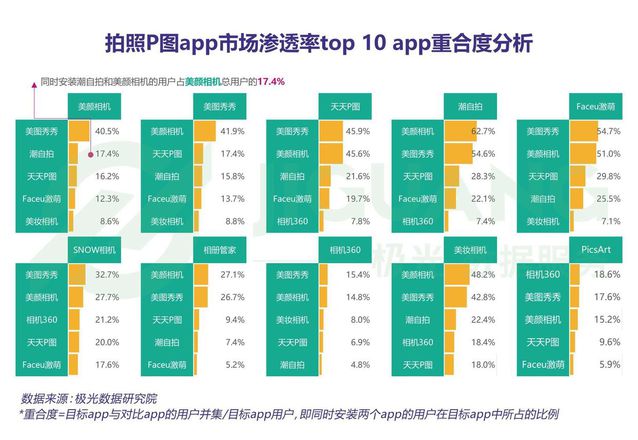 拍照P图app市场渗透率top 10 app重合度分析
同时安装潮自拍和美颜相机的用户占美颜相机总用户的17.4%
美颜相机 美图秀秀 天天P图 潮自拍 Faceu激萌
美图秀秀 40.5% 美颜相机 41.9% 美图秀秀 45.9% 美颜相机 62.7% 美图秀秀 54.7%
潮自拍 17.4% 天天P图 17.4% 美颜相机 45.6% 美图秀秀 54.6% 美颜相机 51.0%
天天P图 16.2% 潮自拍 15.8% 潮自拍 21.6% 天天P图 28.3% 天天P图 29.8%
Faceu激萌 12.3% Faceu激萌 13.7% Faceu激萌 19.7% Faceu激萌 22.1% 潮自拍 25.5%
美妆相机 8.6% 美妆相机 8.8% 相机360 7.8% 相机360 7.4% 美妆相机 7.1%
SNOW相机 相册管家 相机360 美妆相机 PicsArt
美图秀秀 32.7% 美颜相机 27.1% 美图秀秀 15.4% 美颜相机 48.2% 相机360 18.6%
美颜相机 27.7% 美图秀秀 26.7% 美颜相机 14.8% 美图秀秀 42.8% 美图秀秀 17.6%
相机360 21.2% 天天P图 9.4% 美妆相机 8.0% 潮自拍 22.4% 美颜相机 15.2%
天天P图 20.0% 潮自拍 7.4% 天天P图 6.9% 相机360 18.4% 天天P图 9.6%
Faceu激萌 17.6% Faceu激萌 5.2% 潮自拍 4.8% 天天P图 18.0% Faceu激萌 5.9%
数据来源：极光数据研究院
*重合度=目标app与对比app的用户并集/目标app用户，即同时安装两个app的用户在目标app中所占的比例